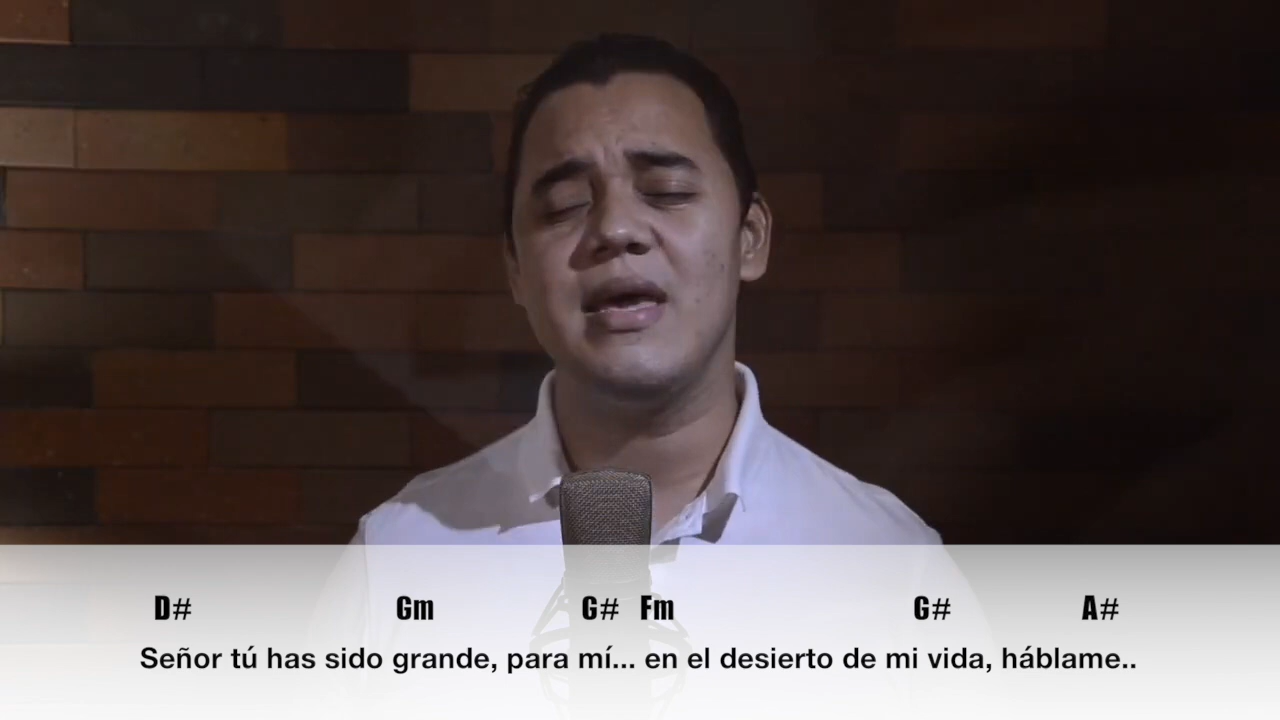 D# Gm G# Fm G# A#
Señor tú has sido grande, para mí... en el desierto de mi vida, háblame..